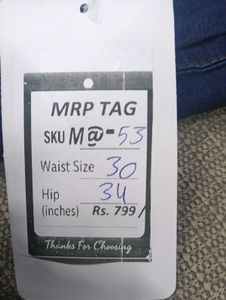 MRP TAG
SKU M@-53
Waist Size 30
Hip 34
(inches) Rs. 799/
Thanks For Choosing